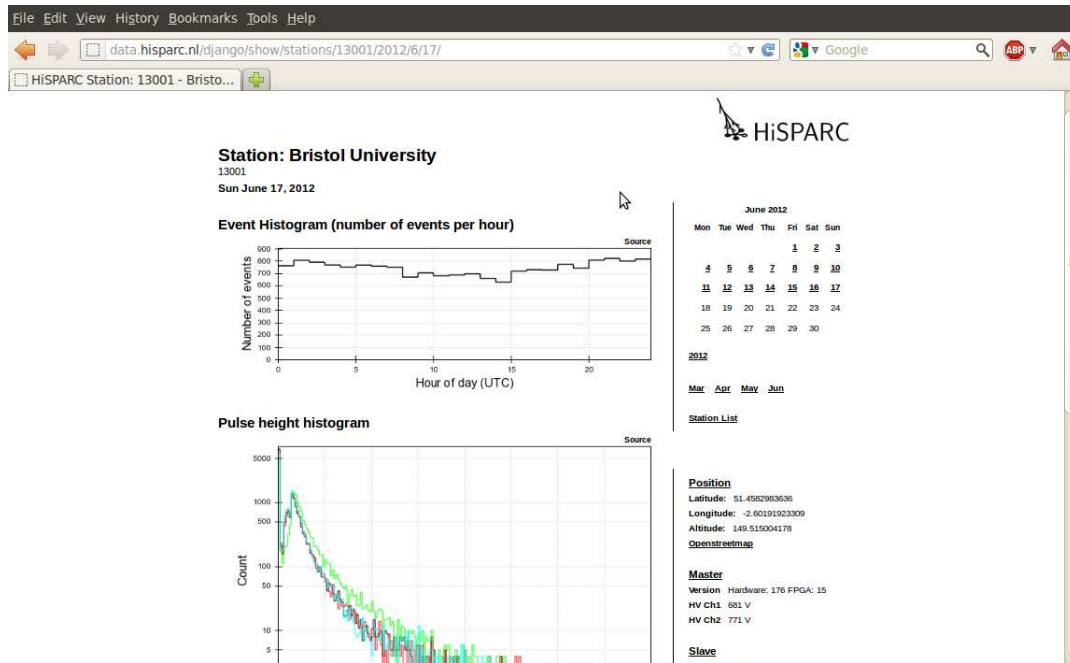 File Edit View History Bookmarks Tools Help
data.hisparc.nl/django/show/stations/13001/2012/6/17/
Google
ABP
HiSPARC Station: 13001 - Bristo...
HiSPARC
Station: Bristol University
13001
Sun June 17, 2012
Event Histogram (number of events per hour)
Source
900
800
700
600
500
400
300
200
100
0
Number of events
0 5 10 15 20
Hour of day (UTC)
Pulse height histogram
Source
5000
1000
500
100
50
10
5
Count
June 2012
Mon Tue Wed Thu Fri Sat Sun
1 2 3
4 5 6 7 8 9 10
11 12 13 14 15 16 17
18 19 20 21 22 23 24
25 26 27 28 29 30
2012
Mar Apr May Jun
Station List
Position
Latitude: 51.4582983636
Longitude: -2.60191923309
Altitude: 149.515004178
Openstreetmap
Master
Version Hardware: 176 FPGA: 15
HV Ch1 681 V
HV Ch2 771 V
Slave